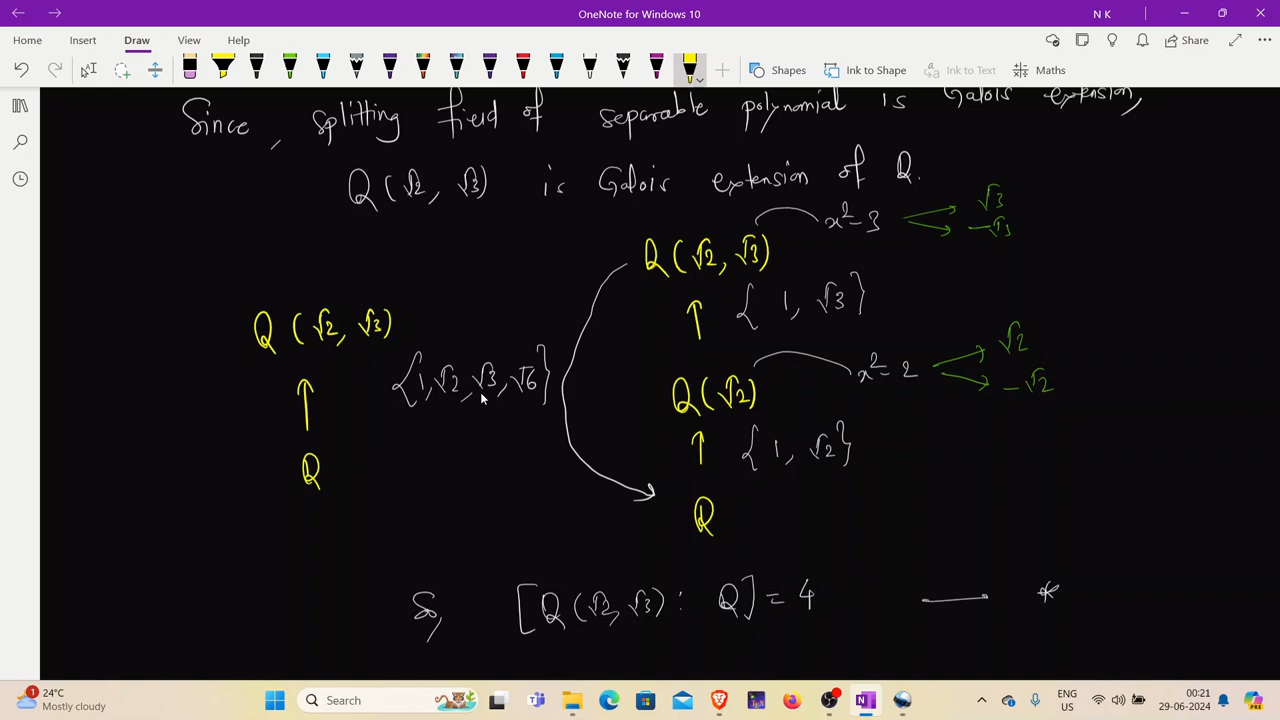 OneNote for Windows 10
N K
Home Insert Draw View Help
Share
Shapes Ink to Shape Ink to Text Maths
Since, splitting field of separable polynomial is Galois extension,
Q(√2, √3) is Galois extension of Q.
x²-3 √3
-√3
Q(√2, √3)
{ 1, √3}
Q(√2, √3)
{1, √2, √3, √6}
x²-2 √2
-√2
Q(√2)
{ 1, √2}
Q
Q
So, [Q(√2, √3) : Q] = 4 — *
24°C
Mostly cloudy
Search
ENG
IN
00:21
29-06-2024